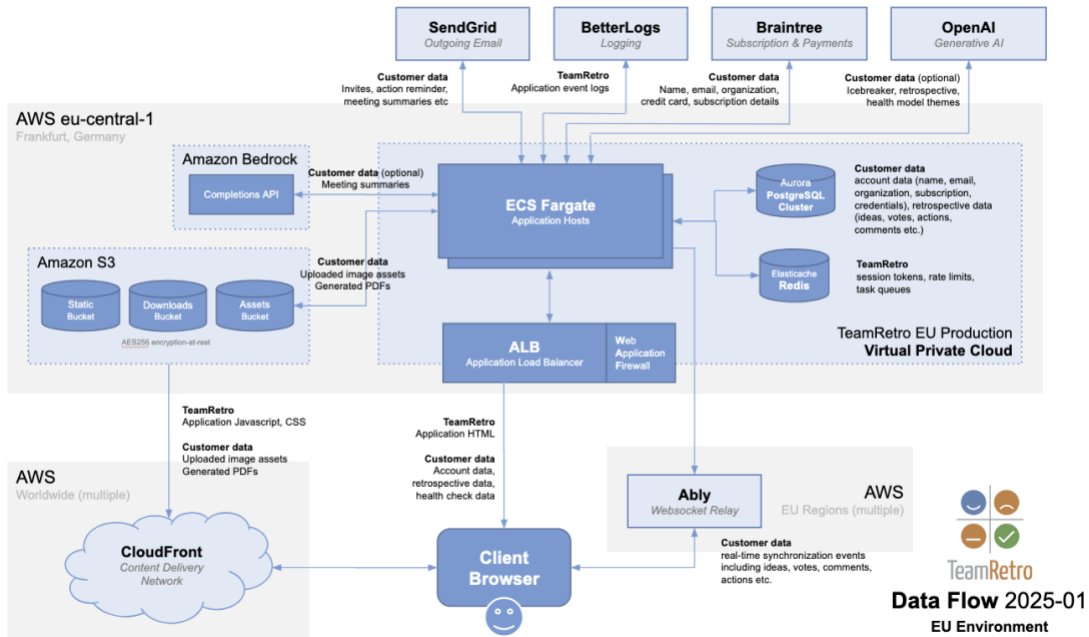 SendGrid
Outgoing Email
BetterLogs
Logging
Braintree
Subscription & Payments
OpenAI
Generative AI
Customer data
Invites, action reminder,
meeting summaries etc
TeamRetro
Application event logs
Customer data
Name, email, organization,
credit card, subscription details
Customer data (optional)
Icebreaker, retrospective,
health model themes
AWS eu-central-1
Frankfurt, Germany
Amazon Bedrock
Completions API
Customer data (optional)
Meeting summaries
ECS Fargate
Application Hosts
Aurora
PostgreSQL
Cluster
Customer data
account data (name, email,
organization, subscription,
credentials), retrospective data
(ideas, votes, actions,
comments etc.)
Amazon S3
Static
Bucket
Downloads
Bucket
Assets
Bucket
AES256 encryption-at-rest
Customer data
Uploaded image assets
Generated PDFs
Elasticache
Redis
TeamRetro
session tokens, rate limits,
task queues
ALB
Application Load Balancer
Web
Application
Firewall
TeamRetro EU Production
Virtual Private Cloud
TeamRetro
Application Javascript, CSS
Customer data
Uploaded image assets
Generated PDFs
TeamRetro
Application HTML
Customer data
Account data,
retrospective data,
health check data
AWS
Worldwide (multiple)
CloudFront
Content Delivery
Network
Client
Browser
Ably
Websocket Relay
AWS
EU Regions (multiple)
Customer data
real-time synchronization events
including ideas, votes, comments,
actions etc.
TeamRetro
Data Flow 2025-01
EU Environment